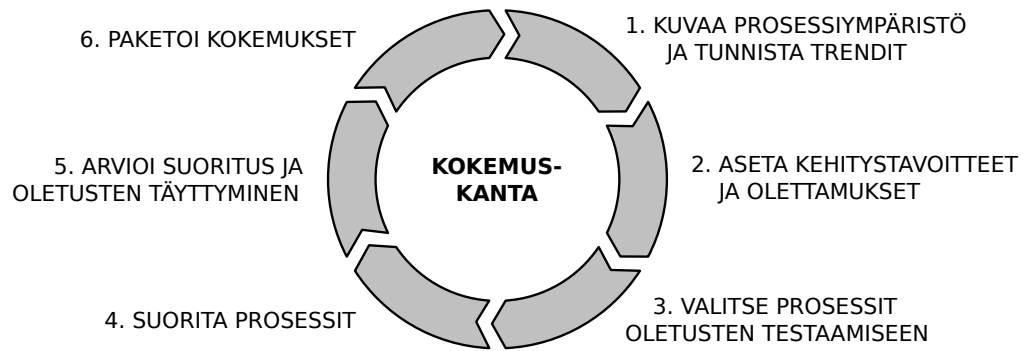 1. KUVAA PROSESSIYMPÄRISTÖ
JA TUNNISTA TRENDIT
2. ASETA KEHITYSTAVOITTEET
JA OLETTAMUKSET
3. VALITSE PROSESSIT
OLETUSTEN TESTAAMISEEN
4. SUORITA PROSESSIT
5. ARVIOI SUORITUS JA
OLETUSTEN TÄYTTYMINEN
6. PAKETOI KOKEMUKSET
KOKEMUS-
KANTA